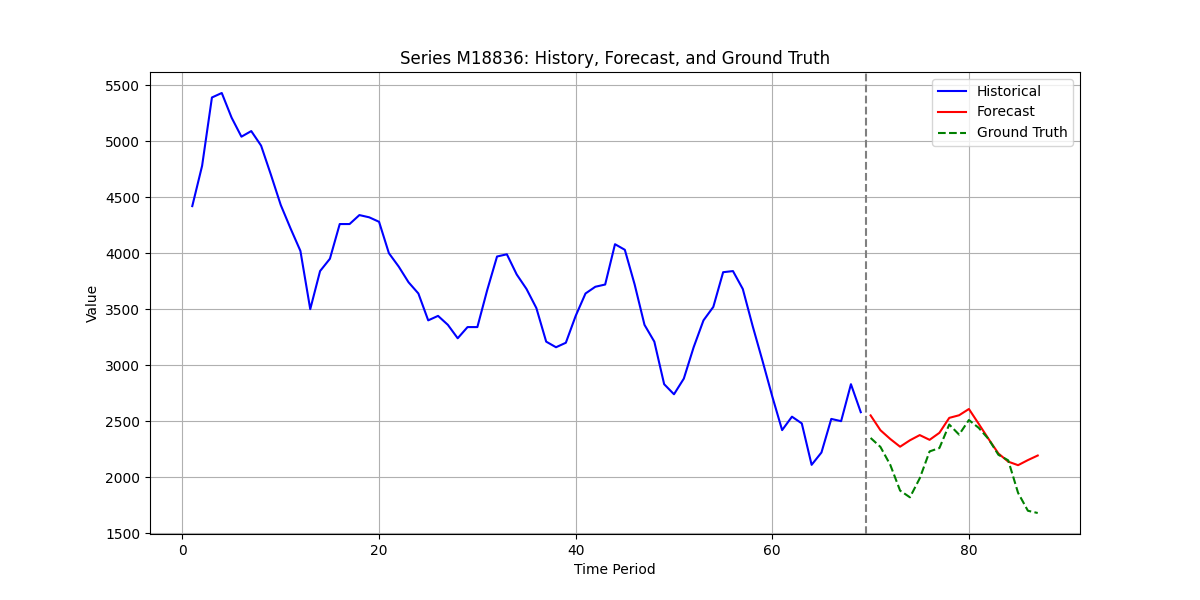 Series M18836: History, Forecast, and Ground Truth
Historical
Forecast
Ground Truth
Value
5500
5000
4500
4000
3500
3000
2500
2000
1500
0
20
40
60
80
Time Period